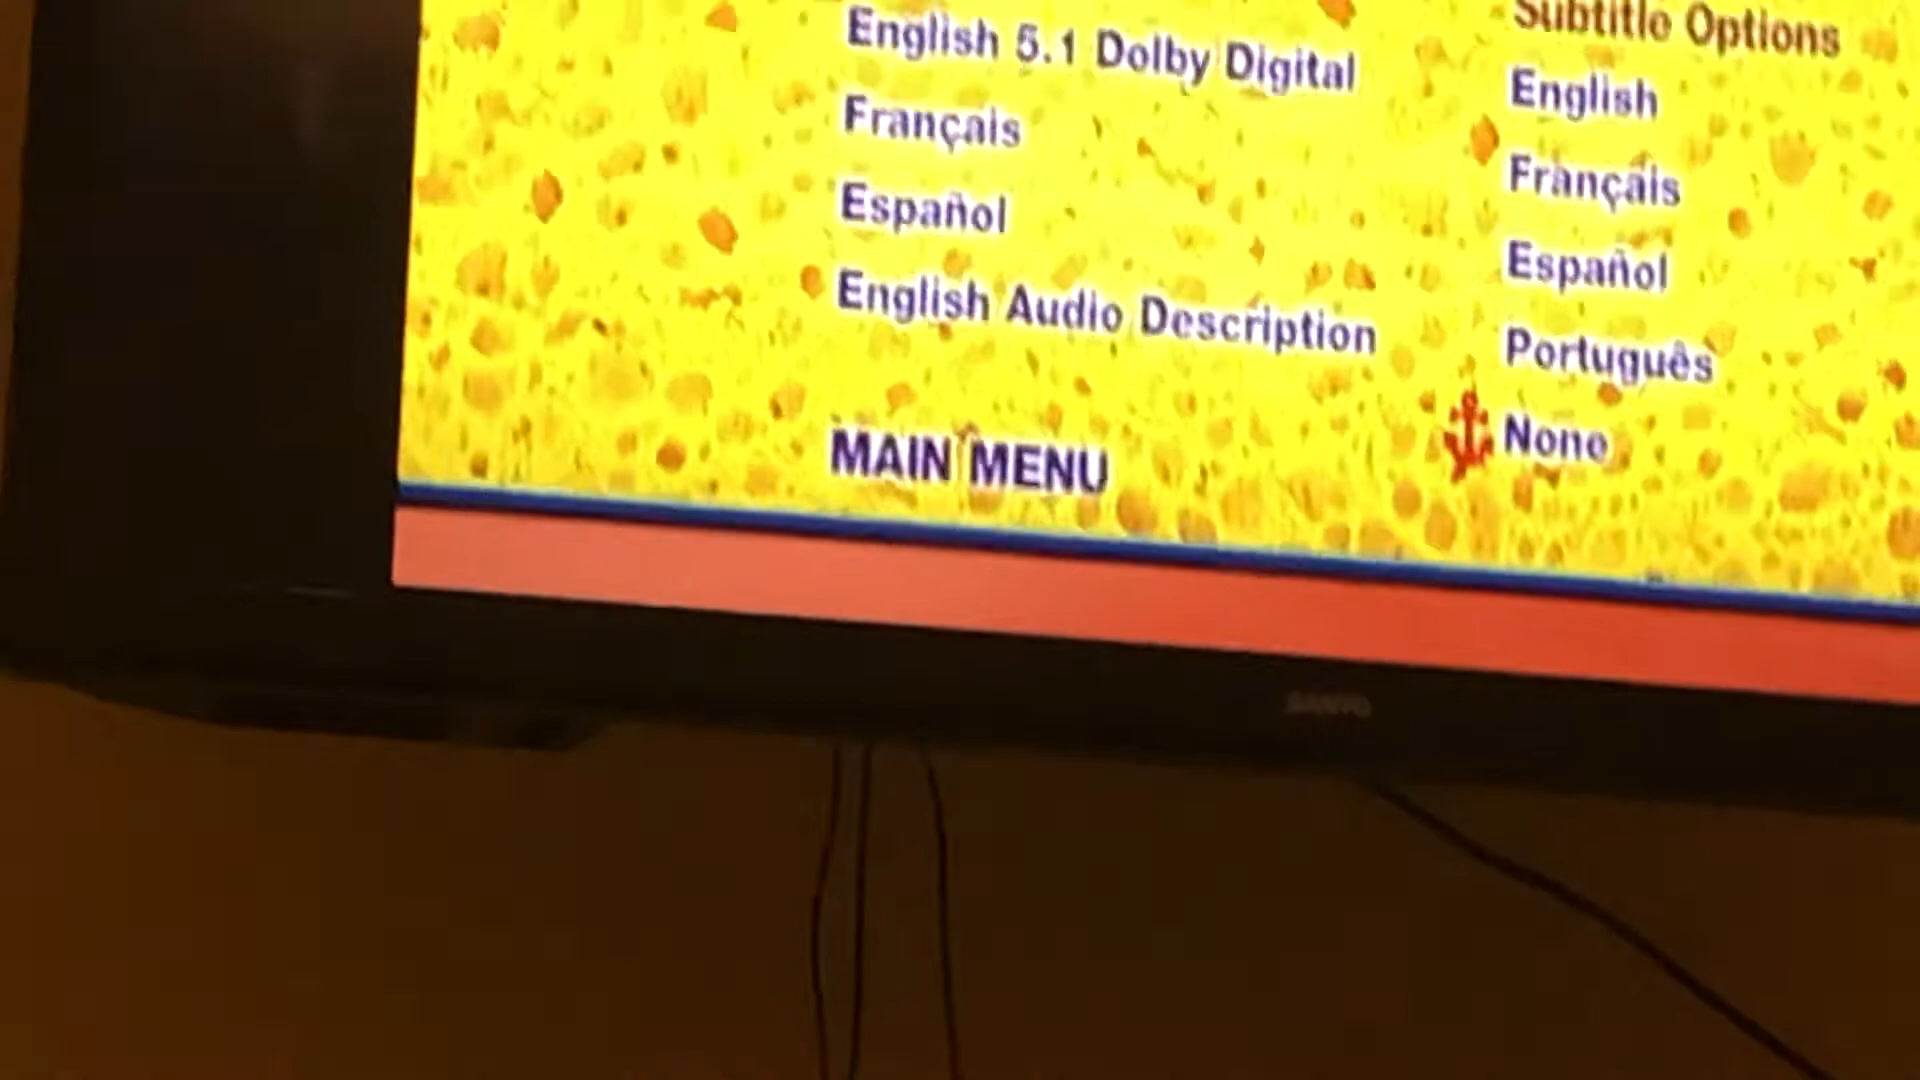 English 5.1 Dolby Digital
Français
Español
English Audio Description
MAIN MENU
Subtitle Options
English
Français
Español
Português
None
SANYO